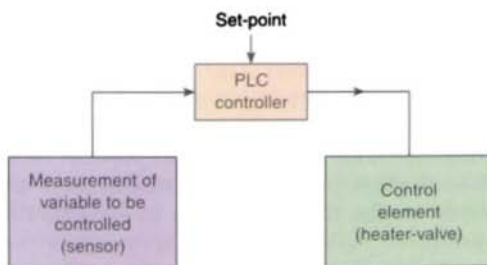 Set-point
PLC
controller
Measurement of
variable to be
controlled
(sensor)
Control
element
(heater-valve)